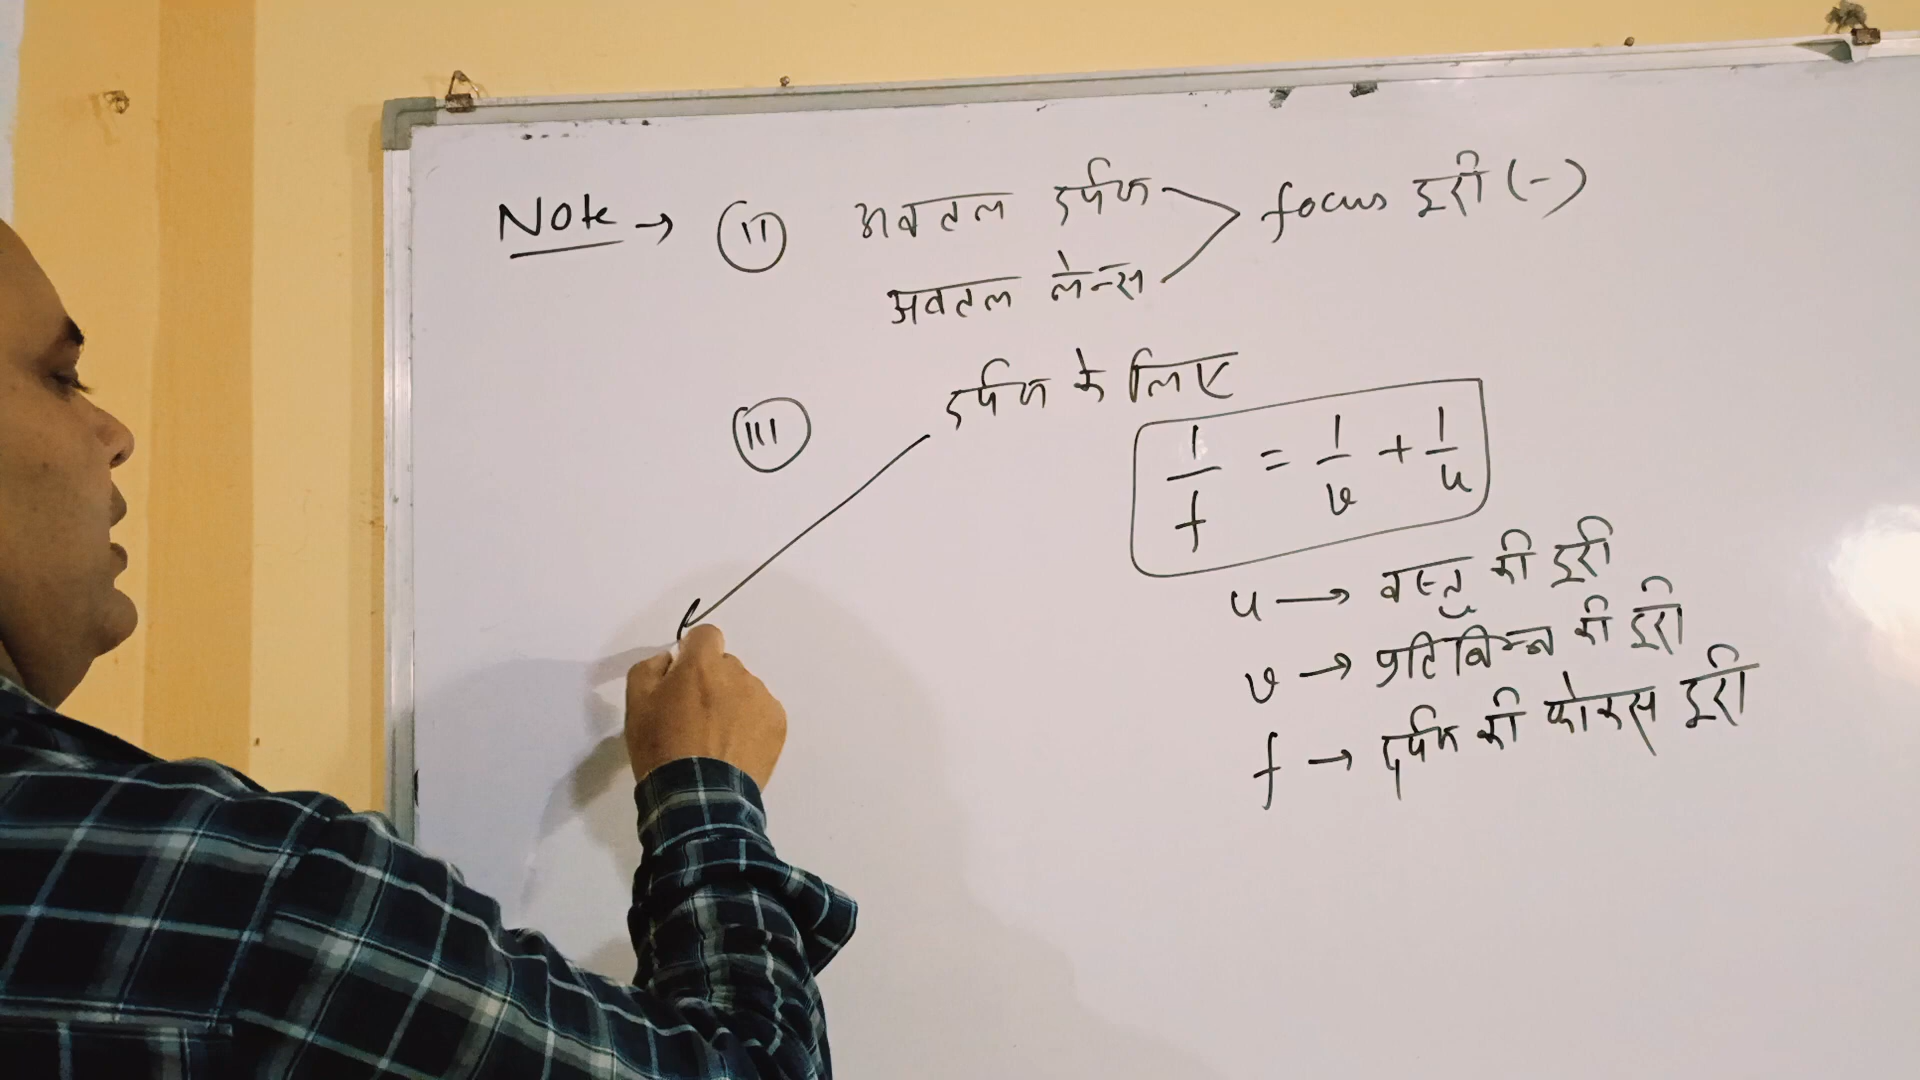 Note → (ii) अवतल दर्पण focus दूरी (-)
अवतल लेन्स
(iii) दर्पण के लिए
1/f = 1/v + 1/u
u → वस्तु की दूरी
v → प्रतिबिम्ब की दूरी
f → दर्पण की फोकस दूरी